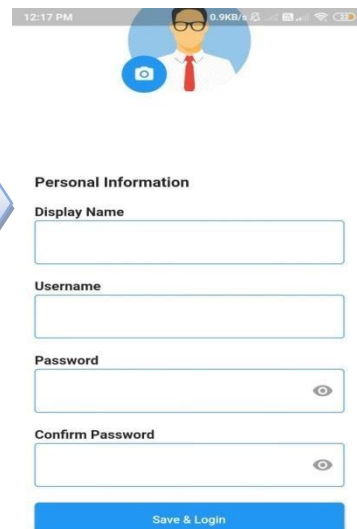 12:17 PM
0.9KB/s
Personal Information
Display Name
Username
Password
Confirm Password
Save & Login